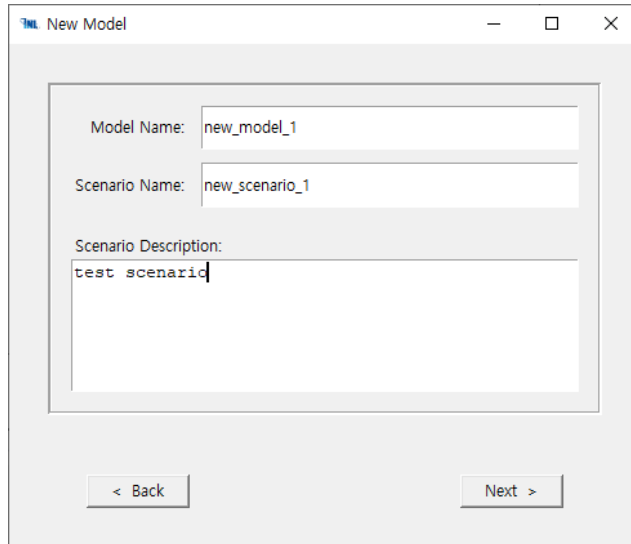 INL New Model
Model Name: new_model_1
Scenario Name: new_scenario_1
Scenario Description:
test scenario
< Back Next >